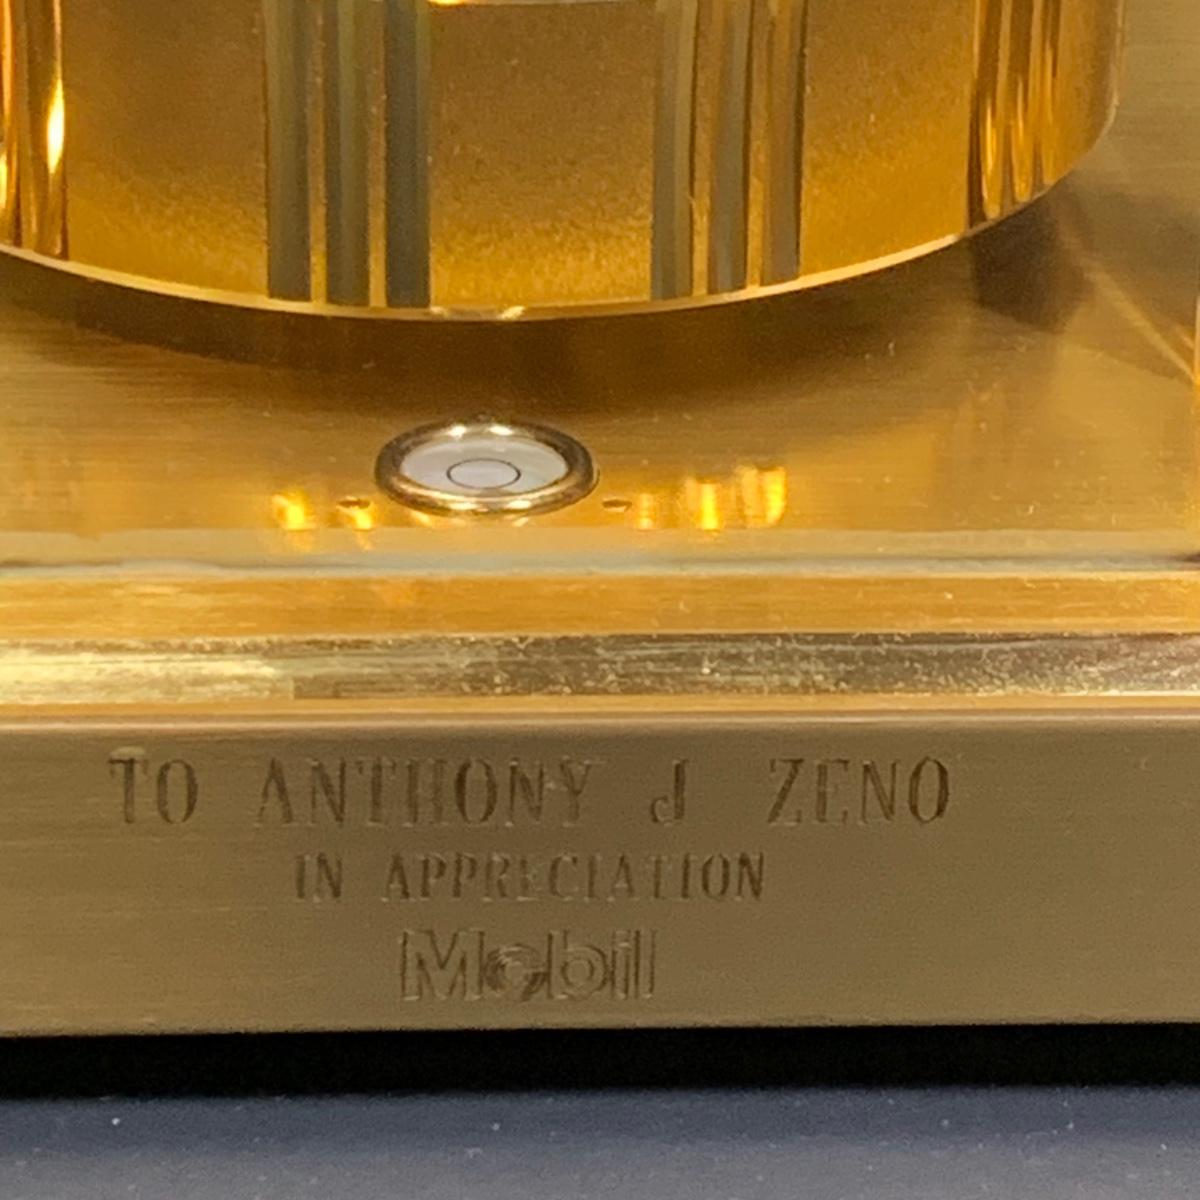 TO ANTHONY J ZENO
IN APPRECIATION
Mobil